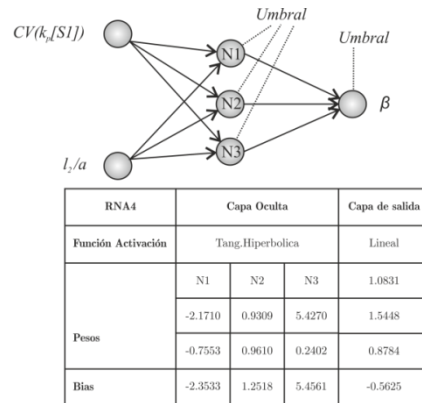 Umbral
CV(kₚ[S1])
Umbral
N1
N2
β
N3
l₂/a
RNA4 Capa Oculta Capa de salida
Función Activación Tang.Hiperbolica Lineal
N1 N2 N3 1.0831
-2.1710 0.9309 5.4270 1.5448
Pesos
-0.7553 0.9610 0.2402 0.8784
Bias -2.3533 1.2518 5.4561 -0.5625